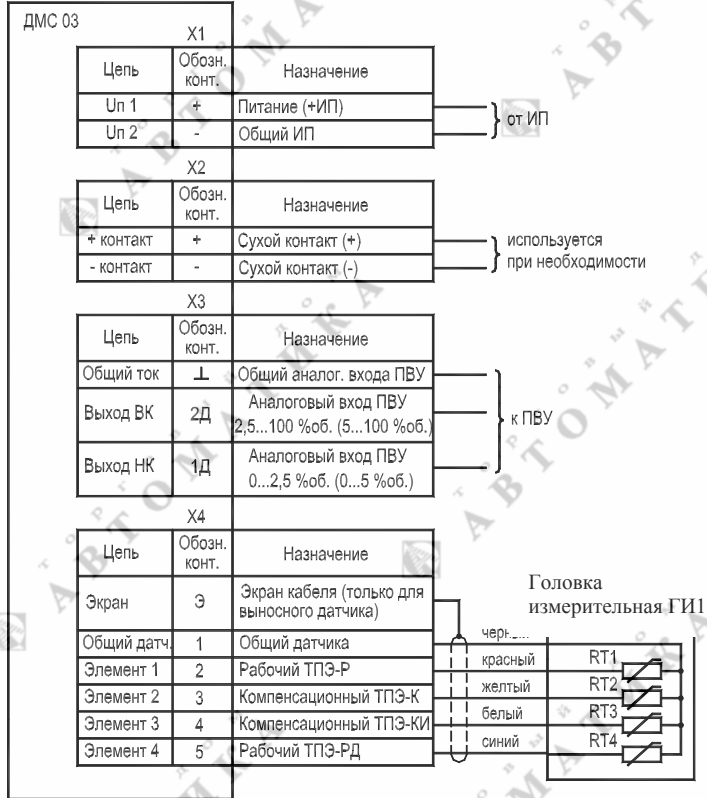 ДМС 03
X1
Цепь Обозн. конт. Назначение
Uп 1 + Питание (+ИП)
Uп 2 - Общий ИП
от ИП
X2
Цепь Обозн. конт. Назначение
+ контакт + Сухой контакт (+)
- контакт - Сухой контакт (-)
используется
при необходимости
X3
Цепь Обозн. конт. Назначение
Общий ток ⊥ Общий аналог. входа ПВУ
Выход ВК 2Д Аналоговый вход ПВУ
2,5...100 %об. (5...100 %об.)
Выход НК 1Д Аналоговый вход ПВУ
0...2,5 %об. (0...5 %об.)
к ПВУ
X4
Цепь Обозн. конт. Назначение
Экран Э Экран кабеля (только для
выносного датчика)
Общий датч. 1 Общий датчика
Элемент 1 2 Рабочий ТПЭ-Р
Элемент 2 3 Компенсационный ТПЭ-К
Элемент 3 4 Компенсационный ТПЭ-КИ
Элемент 4 5 Рабочий ТПЭ-РД
Головка
измерительная ГИ1
черный
красный RT1
желтый RT2
белый RT3
синий RT4